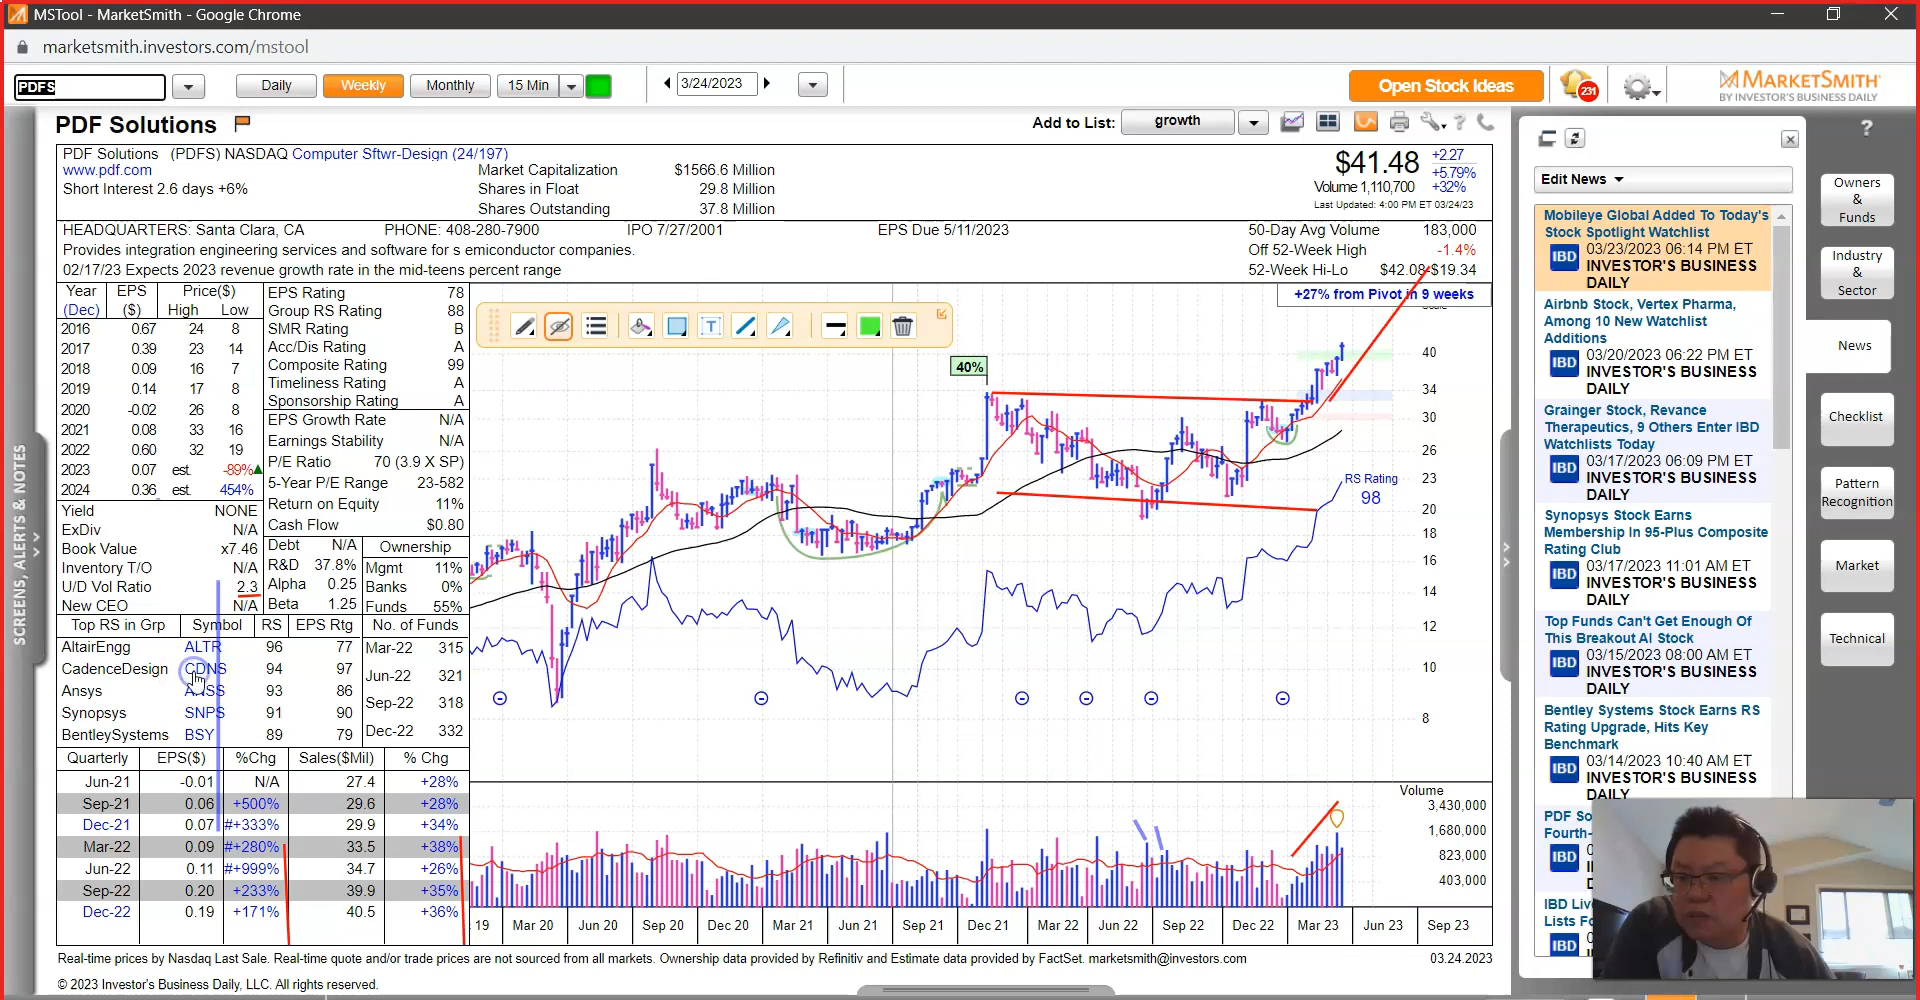 MSTool - MarketSmith - Google Chrome
marketsmith.investors.com/mstool
PDFS
Daily
Weekly
Monthly
15 Min
3/24/2023
Open Stock Ideas
231
MARKETSMITH
BY INVESTOR'S BUSINESS DAILY
PDF Solutions
Add to List:
growth
PDF Solutions (PDFS) NASDAQ Computer Sftwr-Design (24/197)
www.pdf.com
Short Interest 2.6 days +6%
Market Capitalization $1566.6 Million
Shares in Float 29.8 Million
Shares Outstanding 37.8 Million
$41.48 +2.27
+5.79%
Volume 1,110,700 +32%
Last Updated: 4:00 PM ET 03/24/23
HEADQUARTERS: Santa Clara, CA PHONE: 408-280-7900 IPO 7/27/2001 EPS Due 5/11/2023
Provides integration engineering services and software for s emiconductor companies.
02/17/23 Expects 2023 revenue growth rate in the mid-teens percent range
50-Day Avg Volume 183,000
Off 52-Week High -1.4%
52-Week Hi-Lo $42.08-$19.34
+27% from Pivot in 9 weeks
Year EPS Price($)
(Dec) ($) High Low
2016 0.67 24 8
2017 0.39 23 14
2018 0.09 16 7
2019 0.14 17 8
2020 -0.02 26 8
2021 0.08 33 16
2022 0.60 32 19
2023 0.07 est. -89%
2024 0.36 est. 454%
Yield NONE
ExDiv N/A
Book Value x7.46
Inventory T/O N/A
U/D Vol Ratio 2.3
New CEO N/A
EPS Rating 78
Group RS Rating 88
SMR Rating B
Acc/Dis Rating A
Composite Rating 99
Timeliness Rating A
Sponsorship Rating A
EPS Growth Rate N/A
Earnings Stability N/A
P/E Ratio 70 (3.9 X SP)
5-Year P/E Range 23-582
Return on Equity 11%
Cash Flow $0.80
Debt N/A
R&D 37.8%
Alpha 0.25
Beta 1.25
Ownership
Mgmt 11%
Banks 0%
Funds 55%
Top RS in Grp Symbol RS EPS Rtg
AltairEngg ALTR 96 77
CadenceDesign CDNS 94 97
Ansys ANSS 93 86
Synopsys SNPS 91 90
BentleySystems BSY 89 79
No. of Funds
Mar-22 315
Jun-22 321
Sep-22 318
Dec-22 332
Quarterly EPS($) %Chg Sales($Mil) % Chg
Jun-21 -0.01 N/A 27.4 +28%
Sep-21 0.06 +500% 29.6 +28%
Dec-21 0.07 #+333% 29.9 +34%
Mar-22 0.09 #+280% 33.5 +38%
Jun-22 0.11 #+999% 34.7 +26%
Sep-22 0.20 +233% 39.9 +35%
Dec-22 0.19 +171% 40.5 +36%
T
40%
40
34
30
26
23
20
18
16
14
12
10
8
RS Rating
98
Volume
3,430,000
1,680,000
823,000
403,000
19 Mar 20 Jun 20 Sep 20 Dec 20 Mar 21 Jun 21 Sep 21 Dec 21 Mar 22 Jun 22 Sep 22 Dec 22 Mar 23 Jun 23 Sep 23
Real-time prices by Nasdaq Last Sale. Real-time quote and/or trade prices are not sourced from all markets. Ownership data provided by Refinitiv and Estimate data provided by FactSet. marketsmith@investors.com
03.24.2023
© 2023 Investor's Business Daily, LLC. All rights reserved.
SCREENS, ALERTS & NOTES
Edit News
Mobileye Global Added To Today's
Stock Spotlight Watchlist
IBD 03/23/2023 06:14 PM ET
INVESTOR'S BUSINESS
DAILY
Airbnb Stock, Vertex Pharma,
Among 10 New Watchlist
Additions
IBD 03/20/2023 06:22 PM ET
INVESTOR'S BUSINESS
DAILY
Grainger Stock, Revance
Therapeutics, 9 Others Enter IBD
Watchlists Today
IBD 03/17/2023 06:09 PM ET
INVESTOR'S BUSINESS
DAILY
Synopsys Stock Earns
Membership In 95-Plus Composite
Rating Club
IBD 03/17/2023 11:01 AM ET
INVESTOR'S BUSINESS
DAILY
Top Funds Can't Get Enough Of
This Breakout AI Stock
IBD 03/15/2023 08:00 AM ET
INVESTOR'S BUSINESS
DAILY
Bentley Systems Stock Earns RS
Rating Upgrade, Hits Key
Benchmark
IBD 03/14/2023 10:40 AM ET
INVESTOR'S BUSINESS
DAILY
PDF So
Fourth-
IBD
IBD Liv
Lists Fo
IBD
?
Owners
&
Funds
Industry
&
Sector
News
Checklist
Pattern
Recognition
Market
Technical